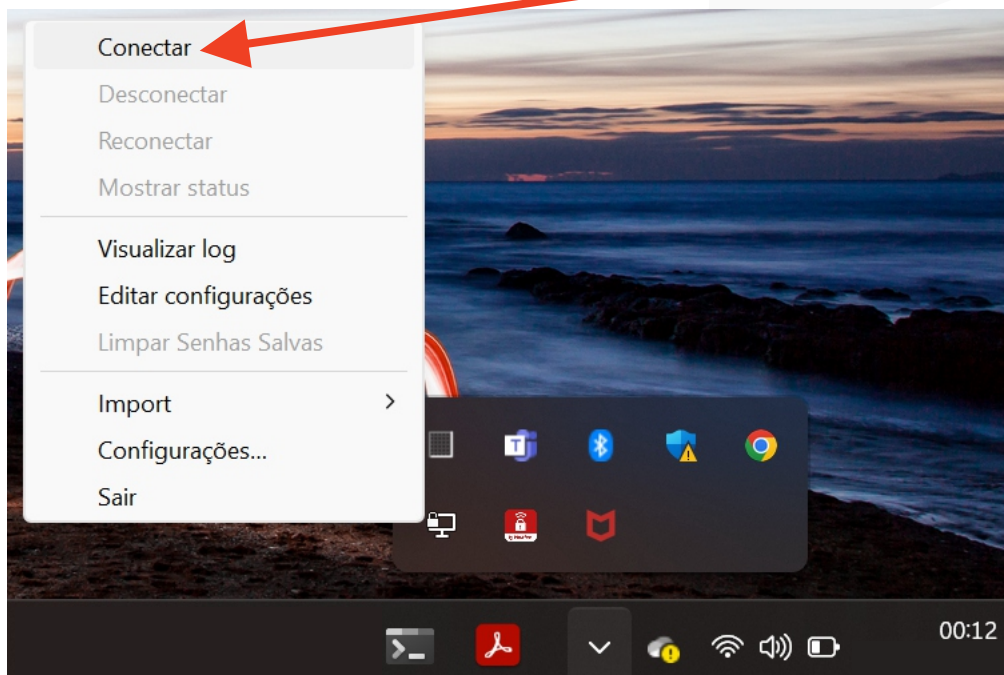 Conectar
Desconectar
Reconectar
Mostrar status
Visualizar log
Editar configurações
Limpar Senhas Salvas
Import
Configurações...
Sair
T
00:12